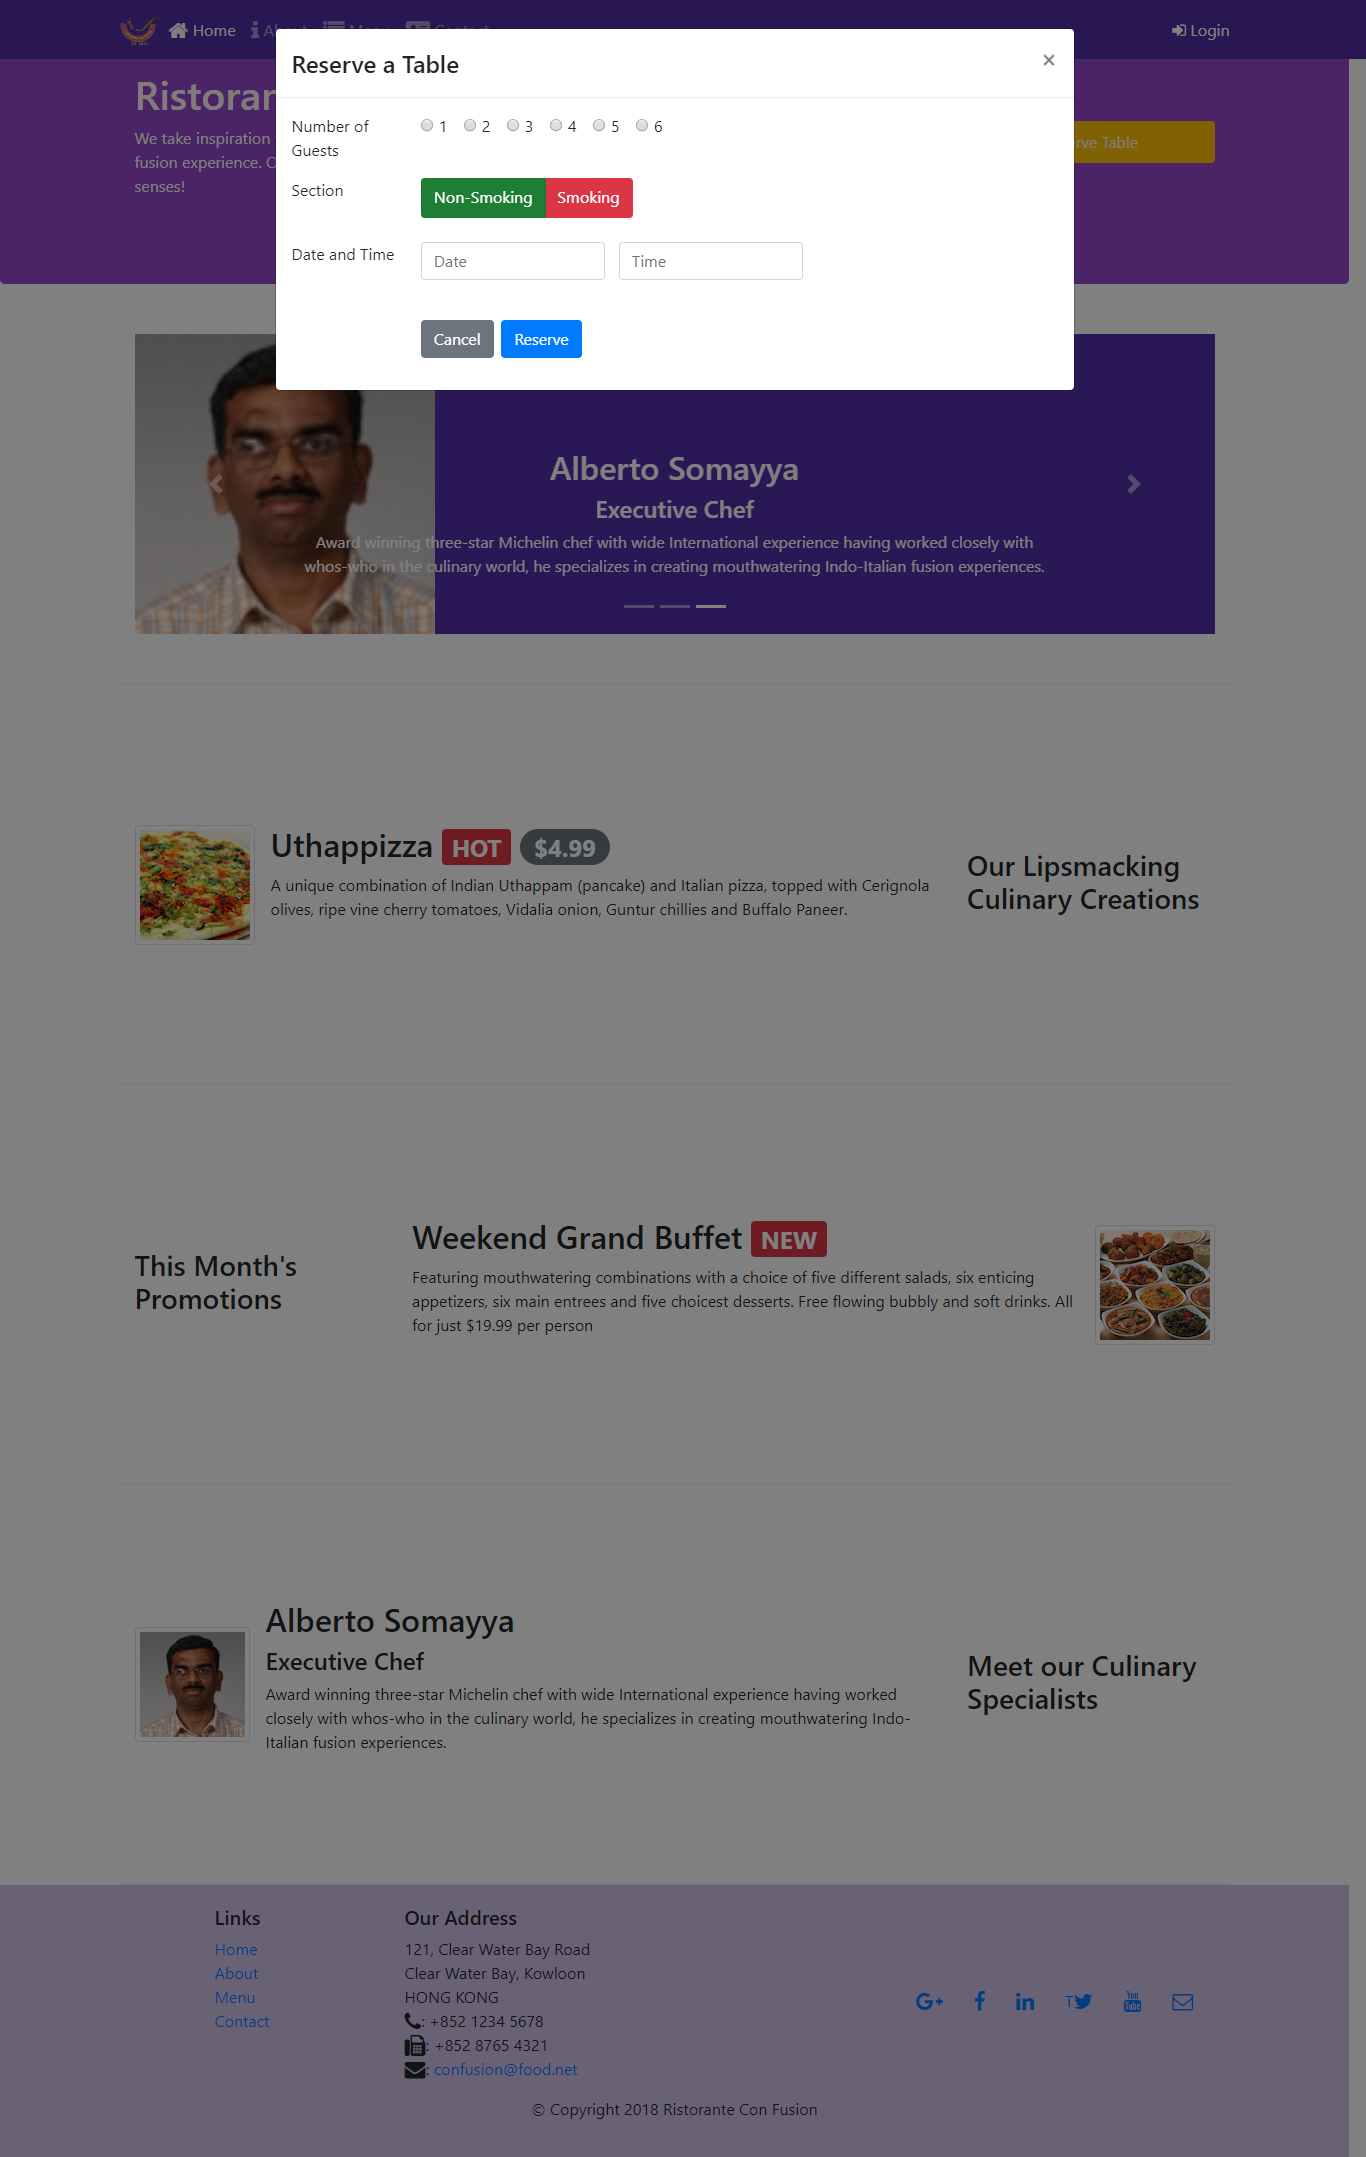 Home
Login
Reserve a Table
×
Ristorar
We take inspiration
fusion experience.
senses!
erve Table
Number of
Guests
1 2 3 4 5 6
Section
Non-Smoking Smoking
Date and Time
Date Time
Cancel Reserve
Alberto Somayya
Executive Chef
Award winning three-star Michelin chef with wide International experience having worked closely with
whos-who in the culinary world, he specializes in creating mouthwatering Indo-Italian fusion experiences.
Uthappizza HOT $4.99
A unique combination of Indian Uthappam (pancake) and Italian pizza, topped with Cerignola
olives, ripe vine cherry tomatoes, Vidalia onion, Guntur chillies and Buffalo Paneer.
Our Lipsmacking
Culinary Creations
This Month's
Promotions
Weekend Grand Buffet NEW
Featuring mouthwatering combinations with a choice of five different salads, six enticing
appetizers, six main entrees and five choicest desserts. Free flowing bubbly and soft drinks. All
for just $19.99 per person
Alberto Somayya
Executive Chef
Award winning three-star Michelin chef with wide International experience having worked
closely with whos-who in the culinary world, he specializes in creating mouthwatering Indo-
Italian fusion experiences.
Meet our Culinary
Specialists
Links
Home
About
Menu
Contact
Our Address
121, Clear Water Bay Road
Clear Water Bay, Kowloon
HONG KONG
: +852 1234 5678
: +852 8765 4321
: confusion@food.net
T
You
Tube
© Copyright 2018 Ristorante Con Fusion